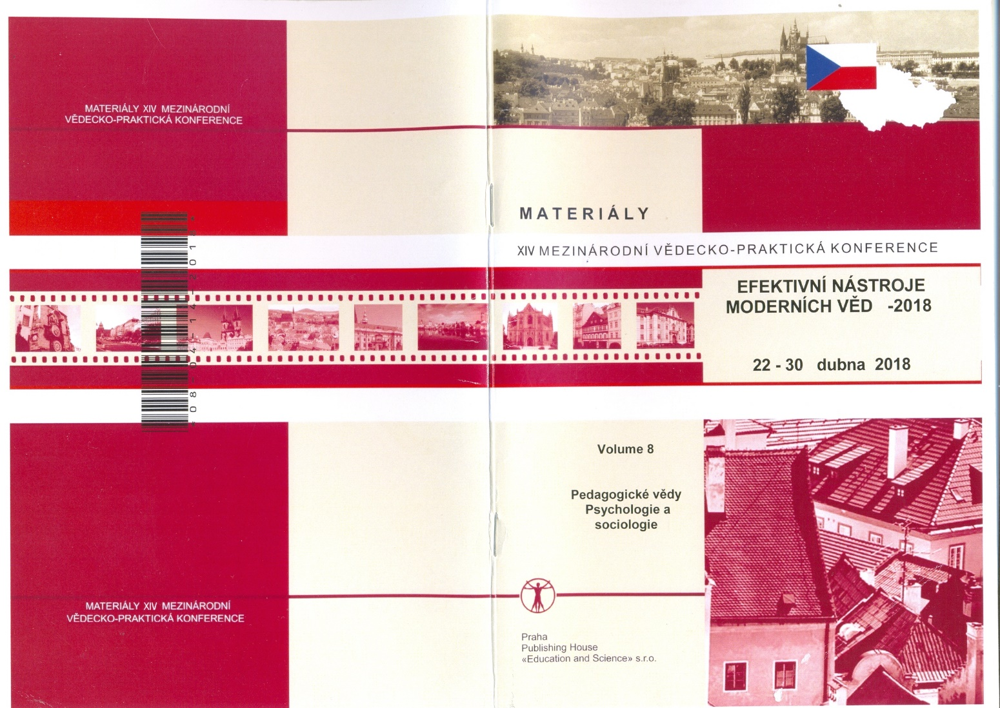 MATERIÁLY XIV MEZINÁRODNÍ
VĚDECKO-PRAKTICKÁ KONFERENCE
MATERIÁLY XIV MEZINÁRODNÍ
VĚDECKO-PRAKTICKÁ KONFERENCE
MATERIÁLY
XIV MEZINÁRODNÍ VĚDECKO-PRAKTICKÁ KONFERENCE
EFEKTIVNÍ NÁSTROJE
MODERNÍCH VĚD -2018
22 - 30 dubna 2018
Volume 8
Pedagogické vědy
Psychologie a
sociologie
Praha
Publishing House
«Education and Science» s.r.o.